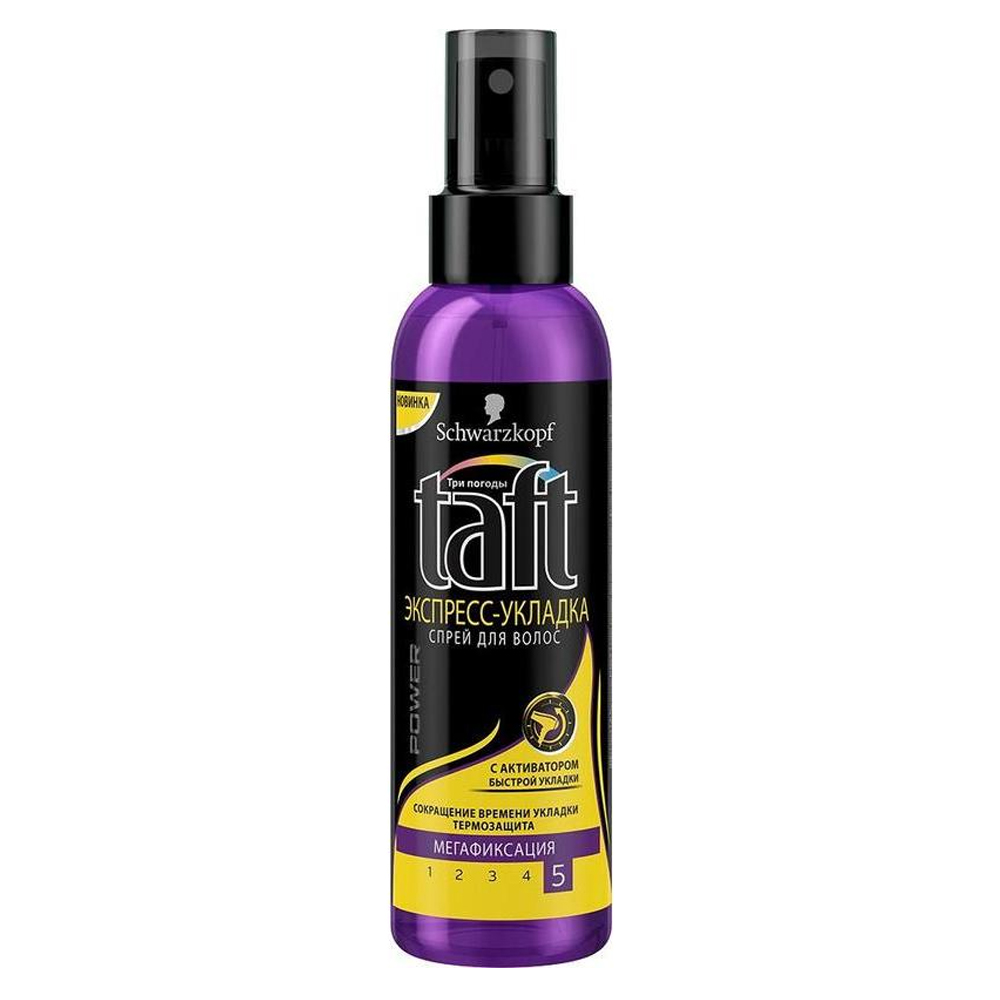 НОВИНКА
Schwarzkopf
Три погоды
taft
ЭКСПРЕСС-УКЛАДКА
СПРЕЙ ДЛЯ ВОЛОС
POWER
С АКТИВАТОРОМ
БЫСТРОЙ УКЛАДКИ
СОКРАЩЕНИЕ ВРЕМЕНИ УКЛАДКИ
ТЕРМОЗАЩИТА
МЕГАФИКСАЦИЯ
1 2 3 4 5